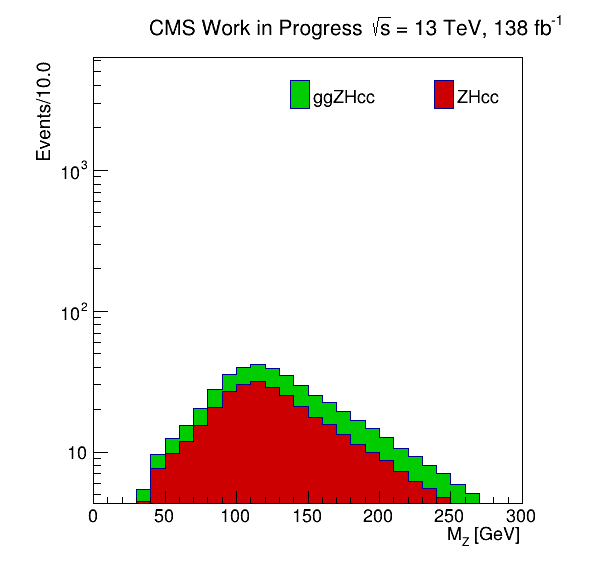 CMS Work in Progress √s = 13 TeV, 138 fb⁻¹
Events/10.0
ggZHcc ZHcc
10³
10²
10
0 50 100 150 200 250 300
M_Z [GeV]